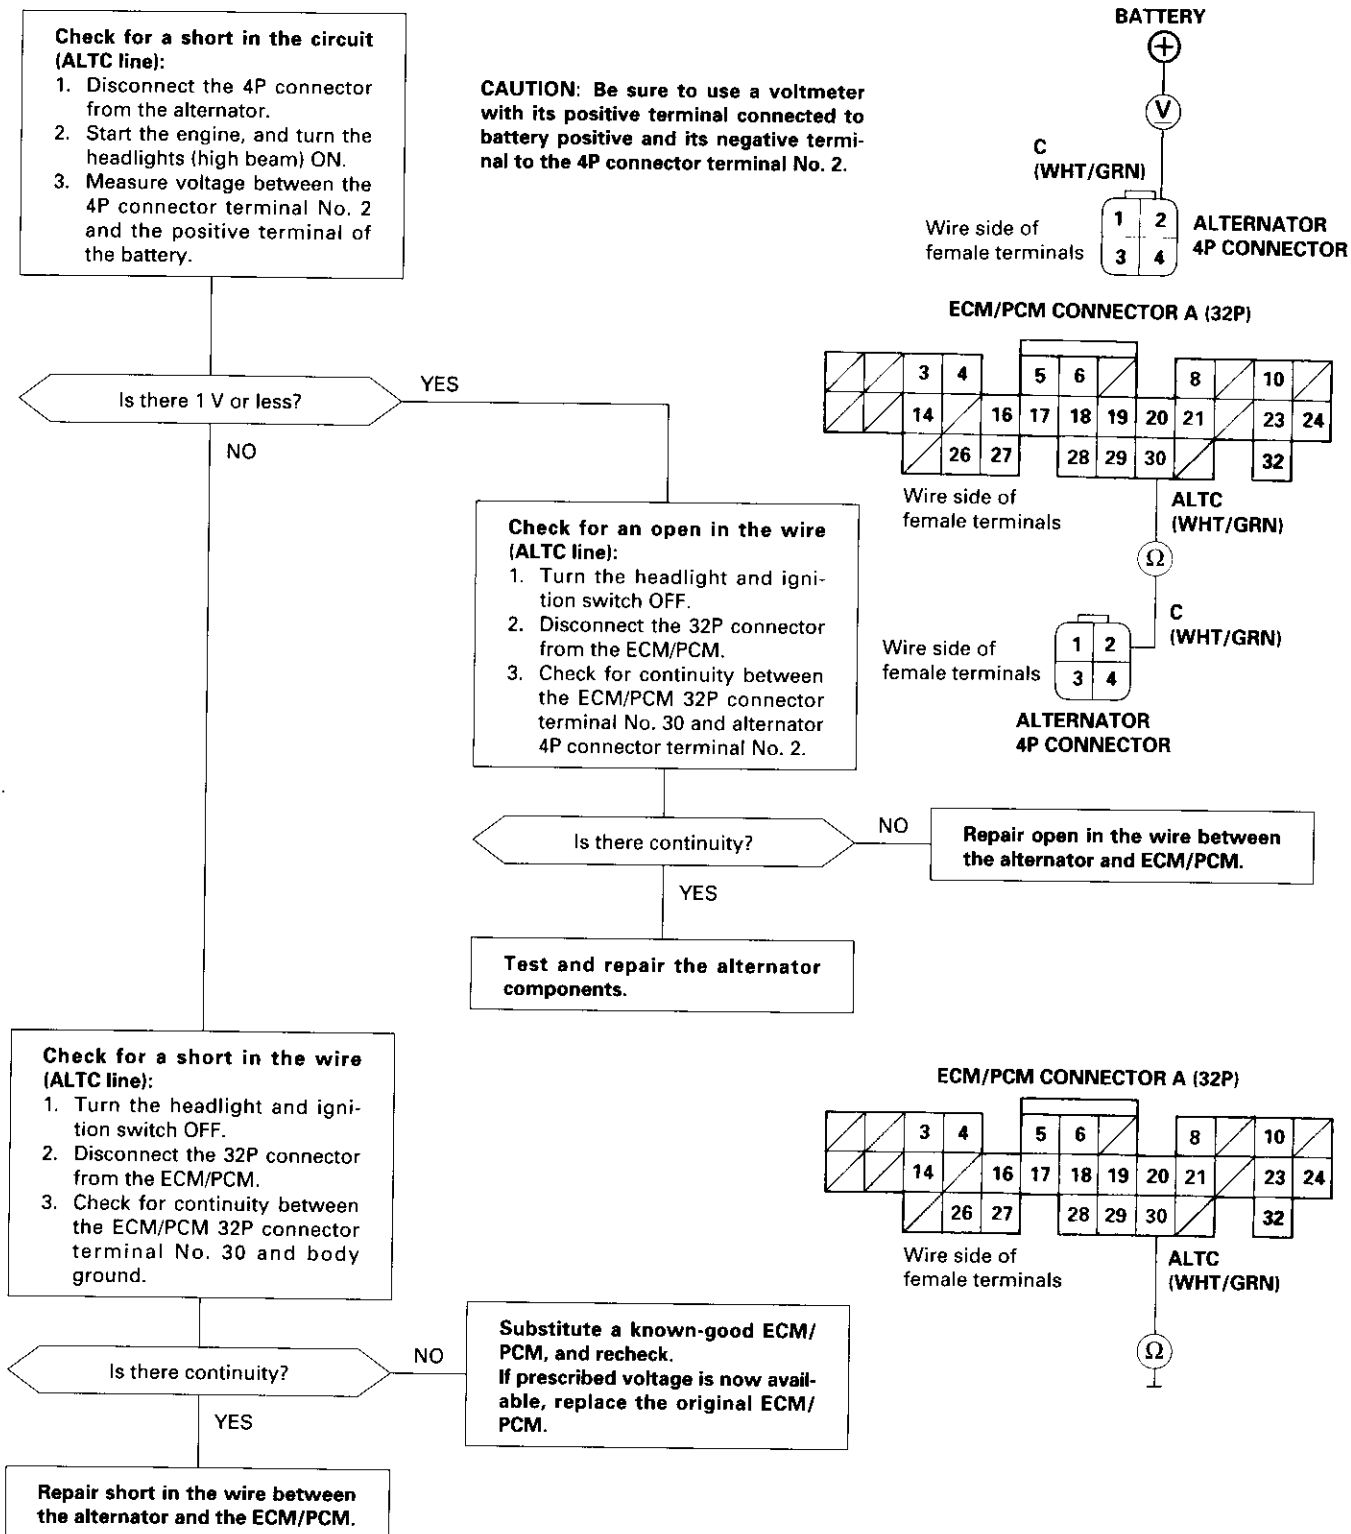 Check for a short in the circuit
(ALTC line):
1. Disconnect the 4P connector
from the alternator.
2. Start the engine, and turn the
headlights (high beam) ON.
3. Measure voltage between the
4P connector terminal No. 2
and the positive terminal of
the battery.
CAUTION: Be sure to use a voltmeter
with its positive terminal connected to
battery positive and its negative termi-
nal to the 4P connector terminal No. 2.
BATTERY
+
V
C
(WHT/GRN)
Wire side of
female terminals
1 2
3 4
ALTERNATOR
4P CONNECTOR
Is there 1 V or less?
YES
NO
ECM/PCM CONNECTOR A (32P)
3 4 5 6 8 10
14 16 17 18 19 20 21 23 24
26 27 28 29 30 32
Wire side of
female terminals
ALTC
(WHT/GRN)
Ω
C
(WHT/GRN)
Wire side of
female terminals
1 2
3 4
ALTERNATOR
4P CONNECTOR
Check for an open in the wire
(ALTC line):
1. Turn the headlight and igni-
tion switch OFF.
2. Disconnect the 32P connector
from the ECM/PCM.
3. Check for continuity between
the ECM/PCM 32P connector
terminal No. 30 and alternator
4P connector terminal No. 2.
Is there continuity?
NO
Repair open in the wire between
the alternator and ECM/PCM.
YES
Test and repair the alternator
components.
Check for a short in the wire
(ALTC line):
1. Turn the headlight and igni-
tion switch OFF.
2. Disconnect the 32P connector
from the ECM/PCM.
3. Check for continuity between
the ECM/PCM 32P connector
terminal No. 30 and body
ground.
ECM/PCM CONNECTOR A (32P)
3 4 5 6 8 10
14 16 17 18 19 20 21 23 24
26 27 28 29 30 32
Wire side of
female terminals
ALTC
(WHT/GRN)
Ω
Is there continuity?
NO
Substitute a known-good ECM/
PCM, and recheck.
If prescribed voltage is now avail-
able, replace the original ECM/
PCM.
YES
Repair short in the wire between
the alternator and the ECM/PCM.